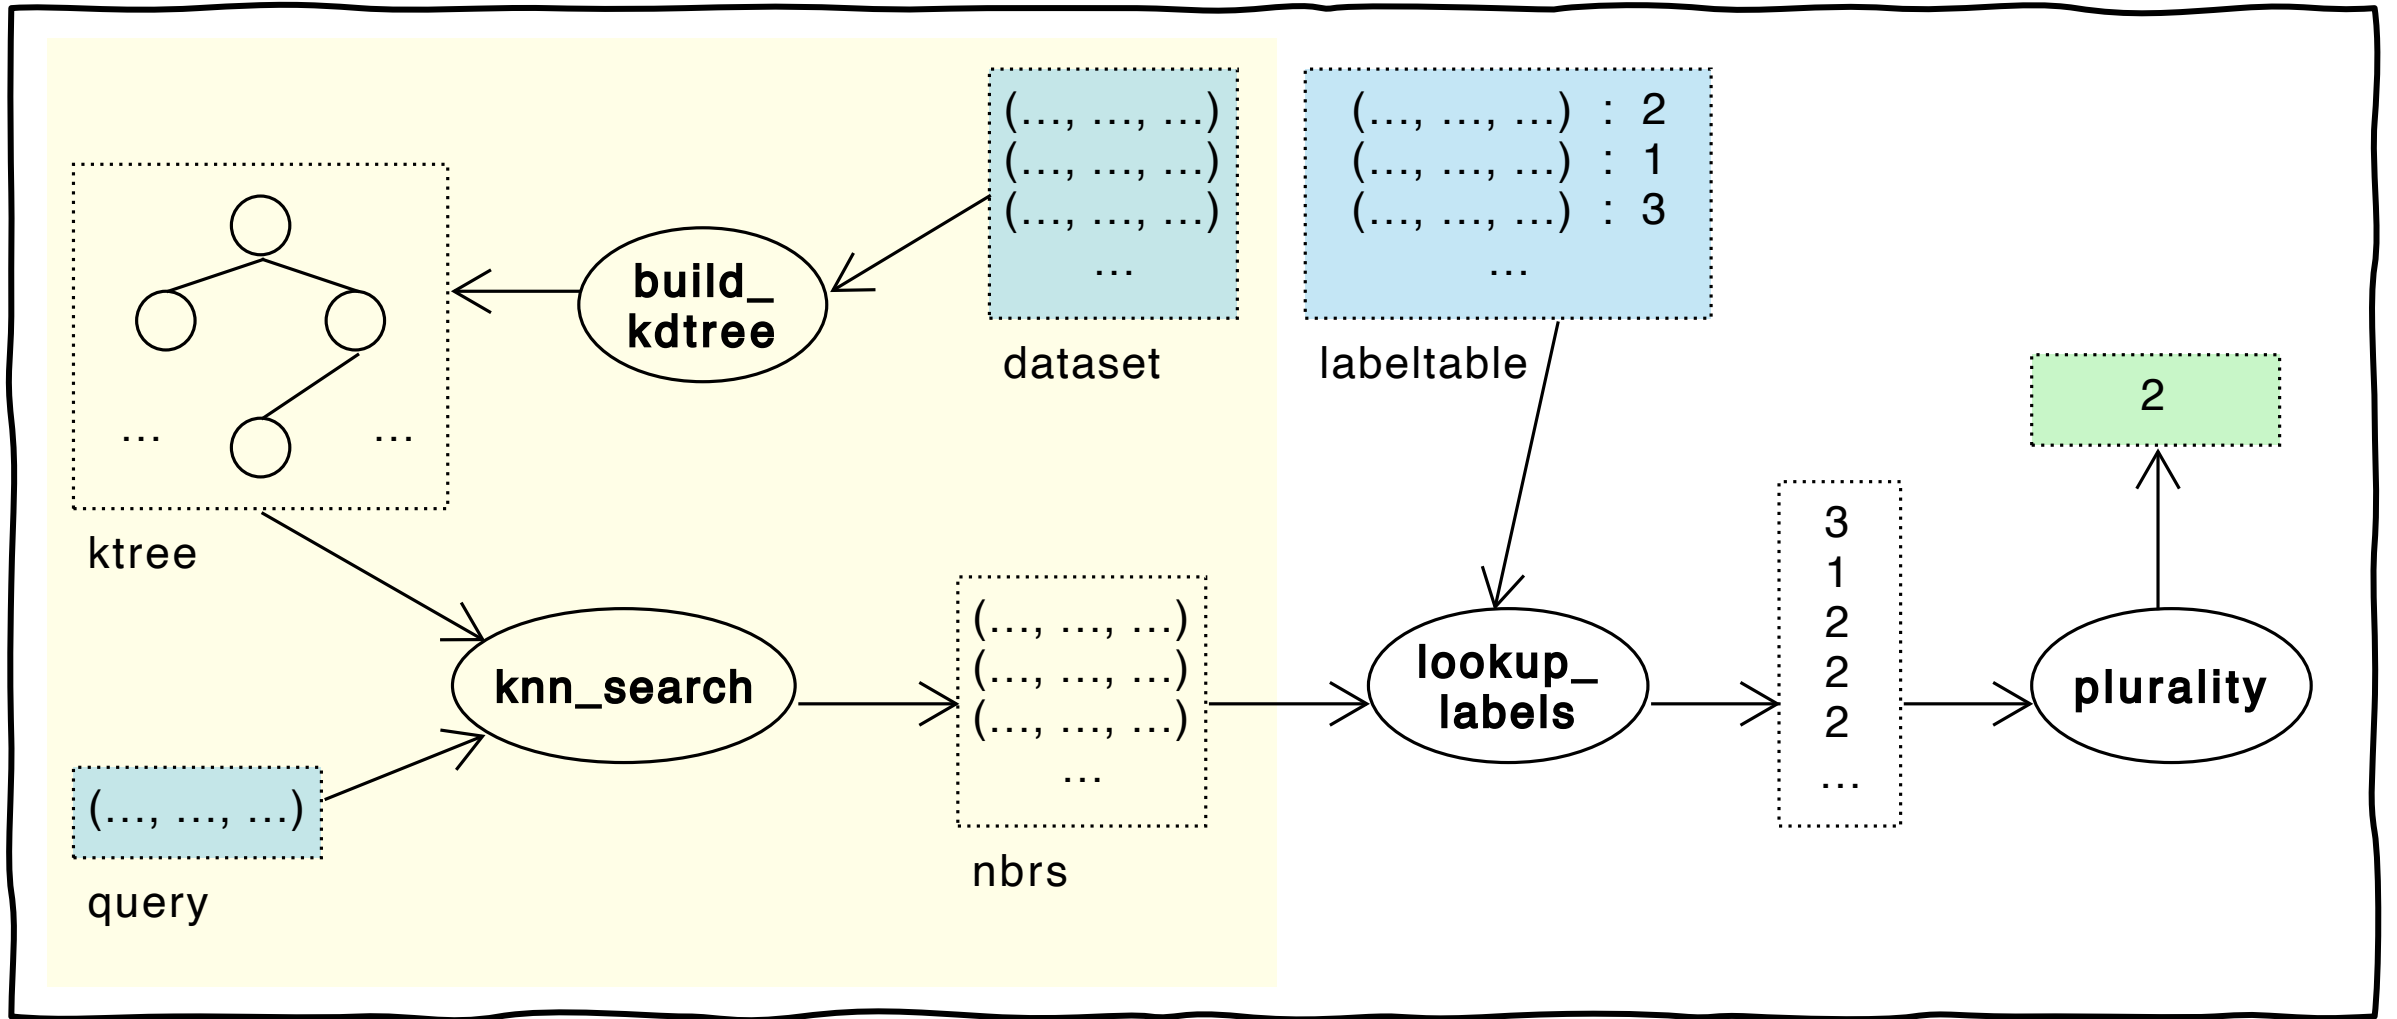 (..., ..., ...)
(..., ..., ...)
(..., ..., ...)
...
dataset
(..., ..., ...) : 2
(..., ..., ...) : 1
(..., ..., ...) : 3
...
labeltable
build_
kdtree
... ...
ktree
2
(..., ..., ...)
query
knn_search
(..., ..., ...)
(..., ..., ...)
(..., ..., ...)
...
nbrs
lookup_
labels
3
1
2
2
2
...
plurality